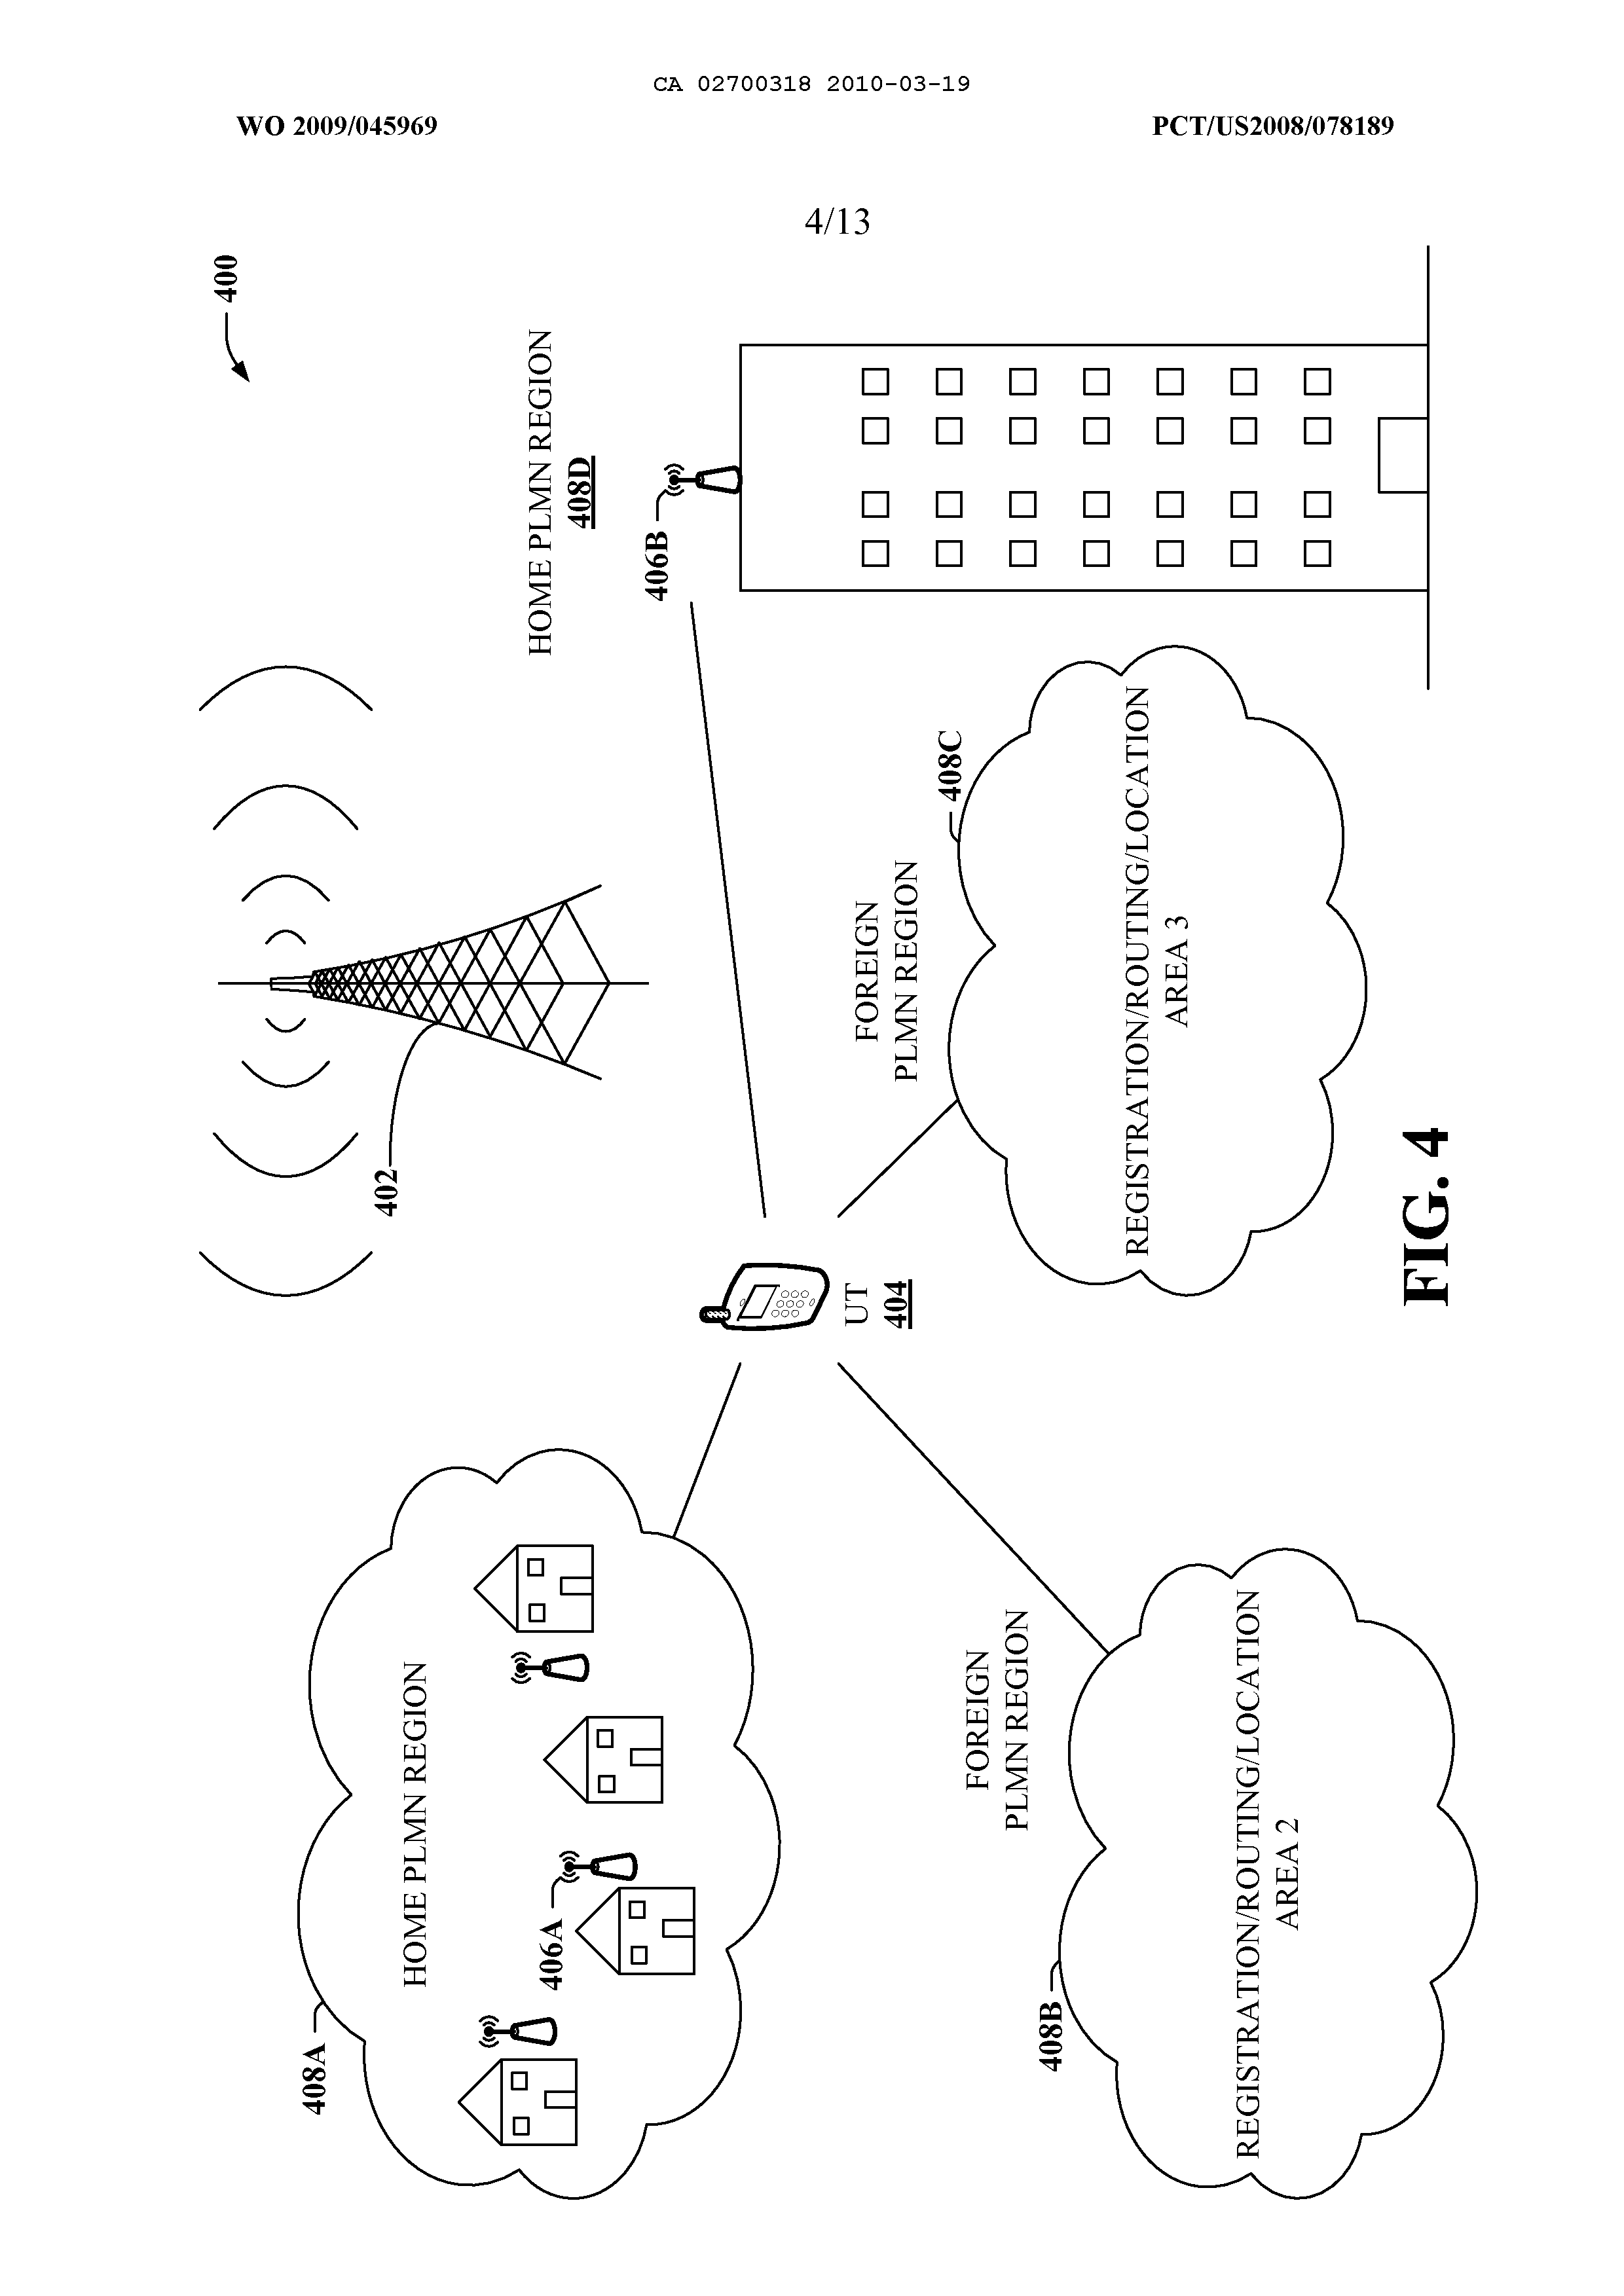 CA 02700318 2010-03-19
WO 2009/045969
PCT/US2008/078189
4/13
400
402
HOME PLMN REGION
408D
406B
408A
HOME PLMN REGION
406A
UT
404
FOREIGN
PLMN REGION
408C
REGISTRATION/ROUTING/LOCATION
AREA 3
FOREIGN
PLMN REGION
408B
REGISTRATION/ROUTING/LOCATION
AREA 2
FIG. 4